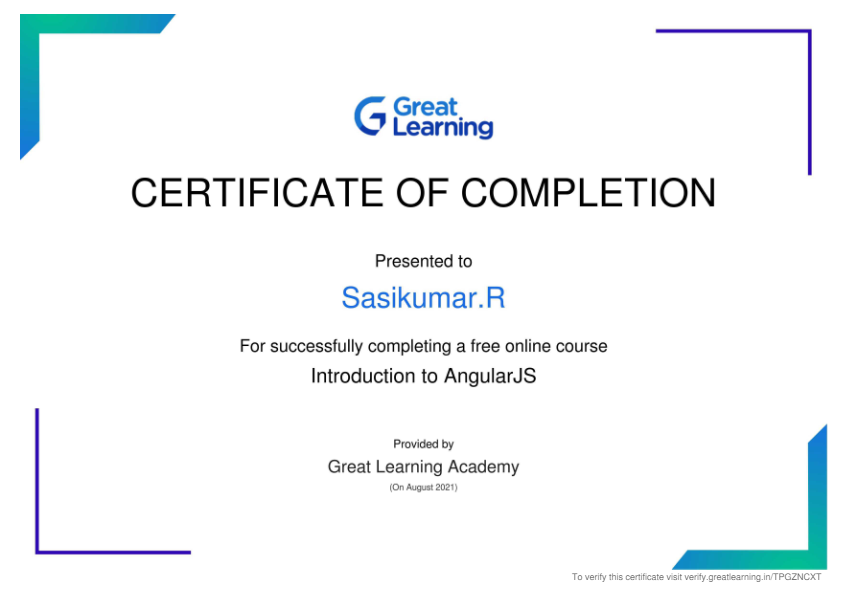 Great
Learning
CERTIFICATE OF COMPLETION
Presented to
Sasikumar.R
For successfully completing a free online course
Introduction to AngularJS
Provided by
Great Learning Academy
(On August 2021)
To verify this certificate visit verify.greatlearning.in/TPGZNCXT